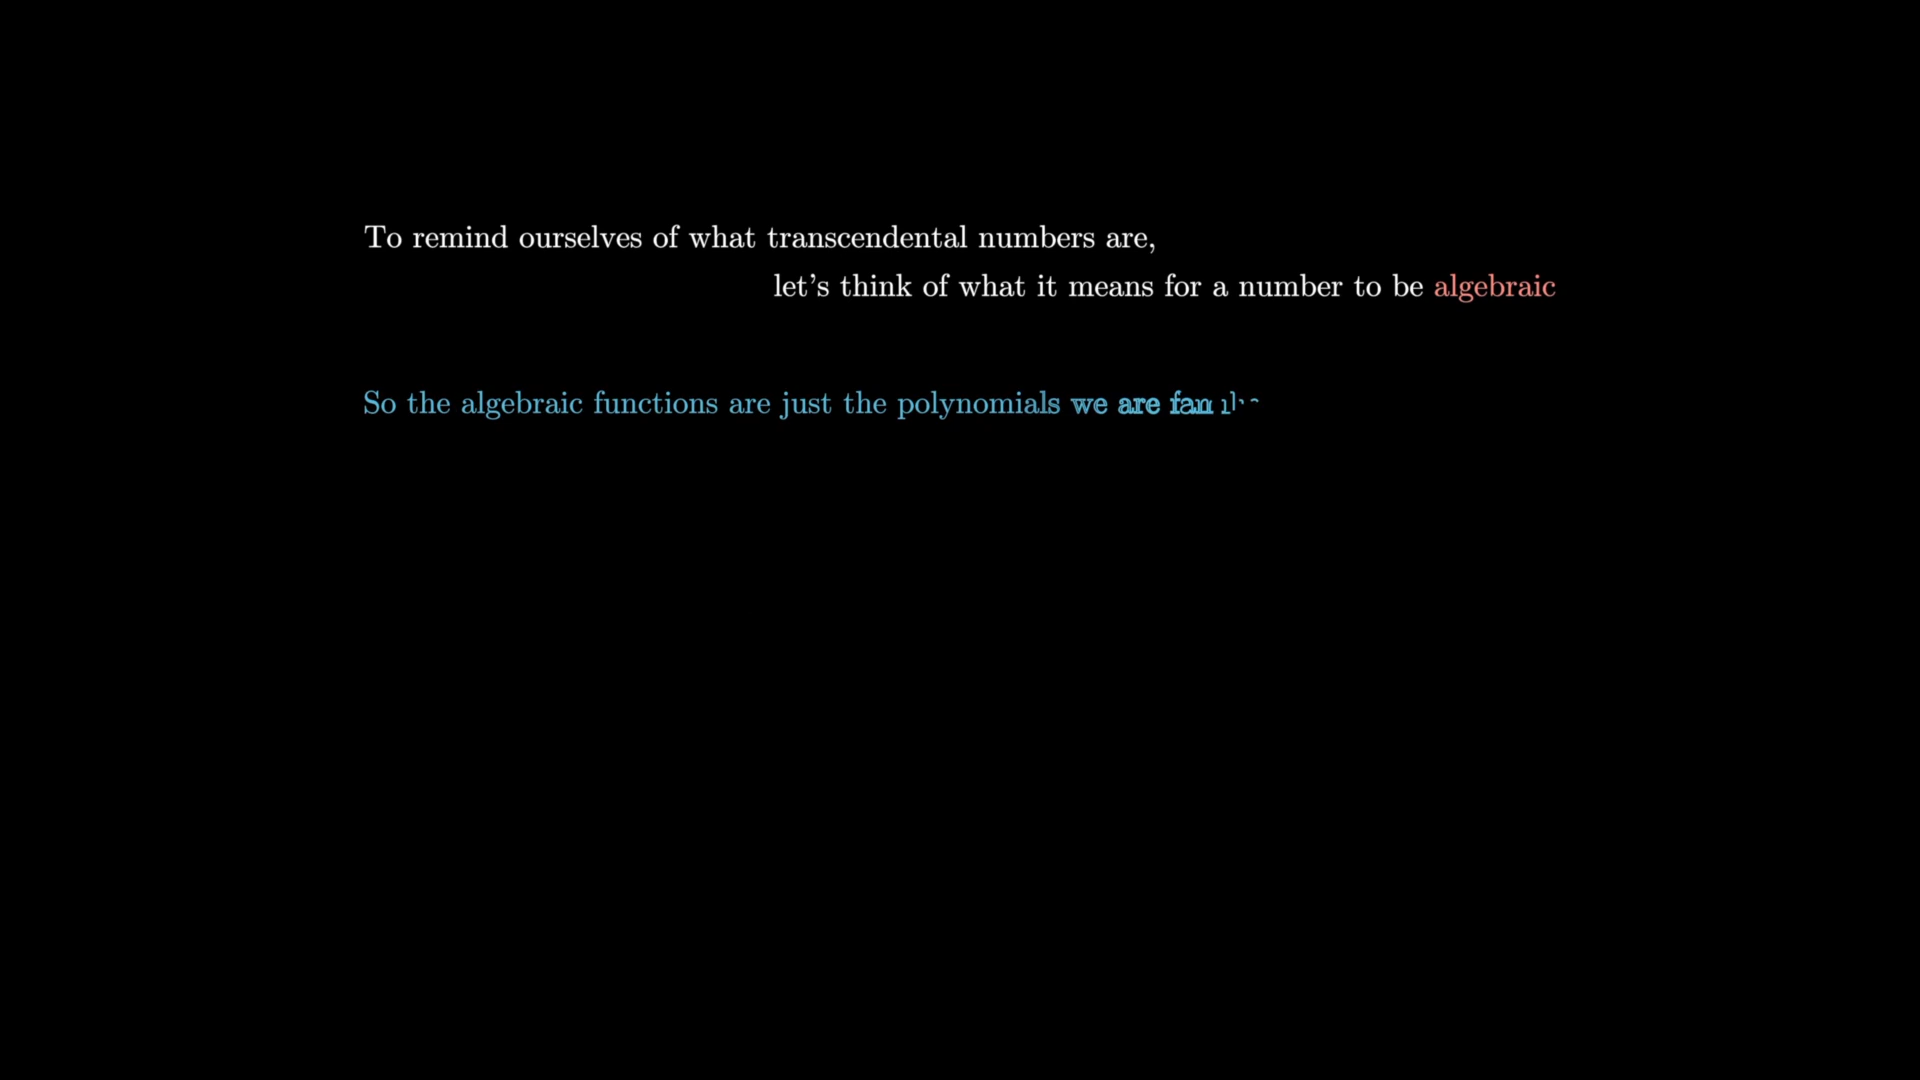 To remind ourselves of what transcendental numbers are,
let's think of what it means for a number to be algebraic
So the algebraic functions are just the polynomials we are